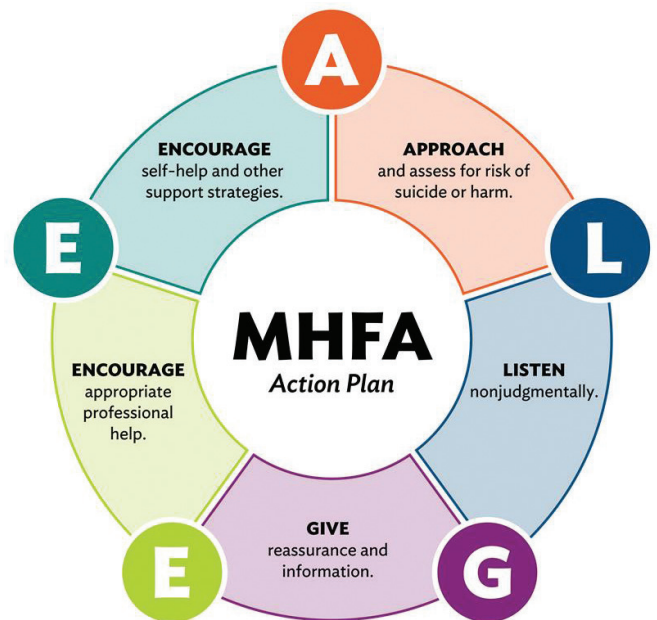 A
APPROACH
and assess for risk of
suicide or harm.
L
LISTEN
nonjudgmentally.
G
GIVE
reassurance and
information.
E
ENCOURAGE
appropriate
professional
help.
E
ENCOURAGE
self-help and other
support strategies.
MHFA
Action Plan